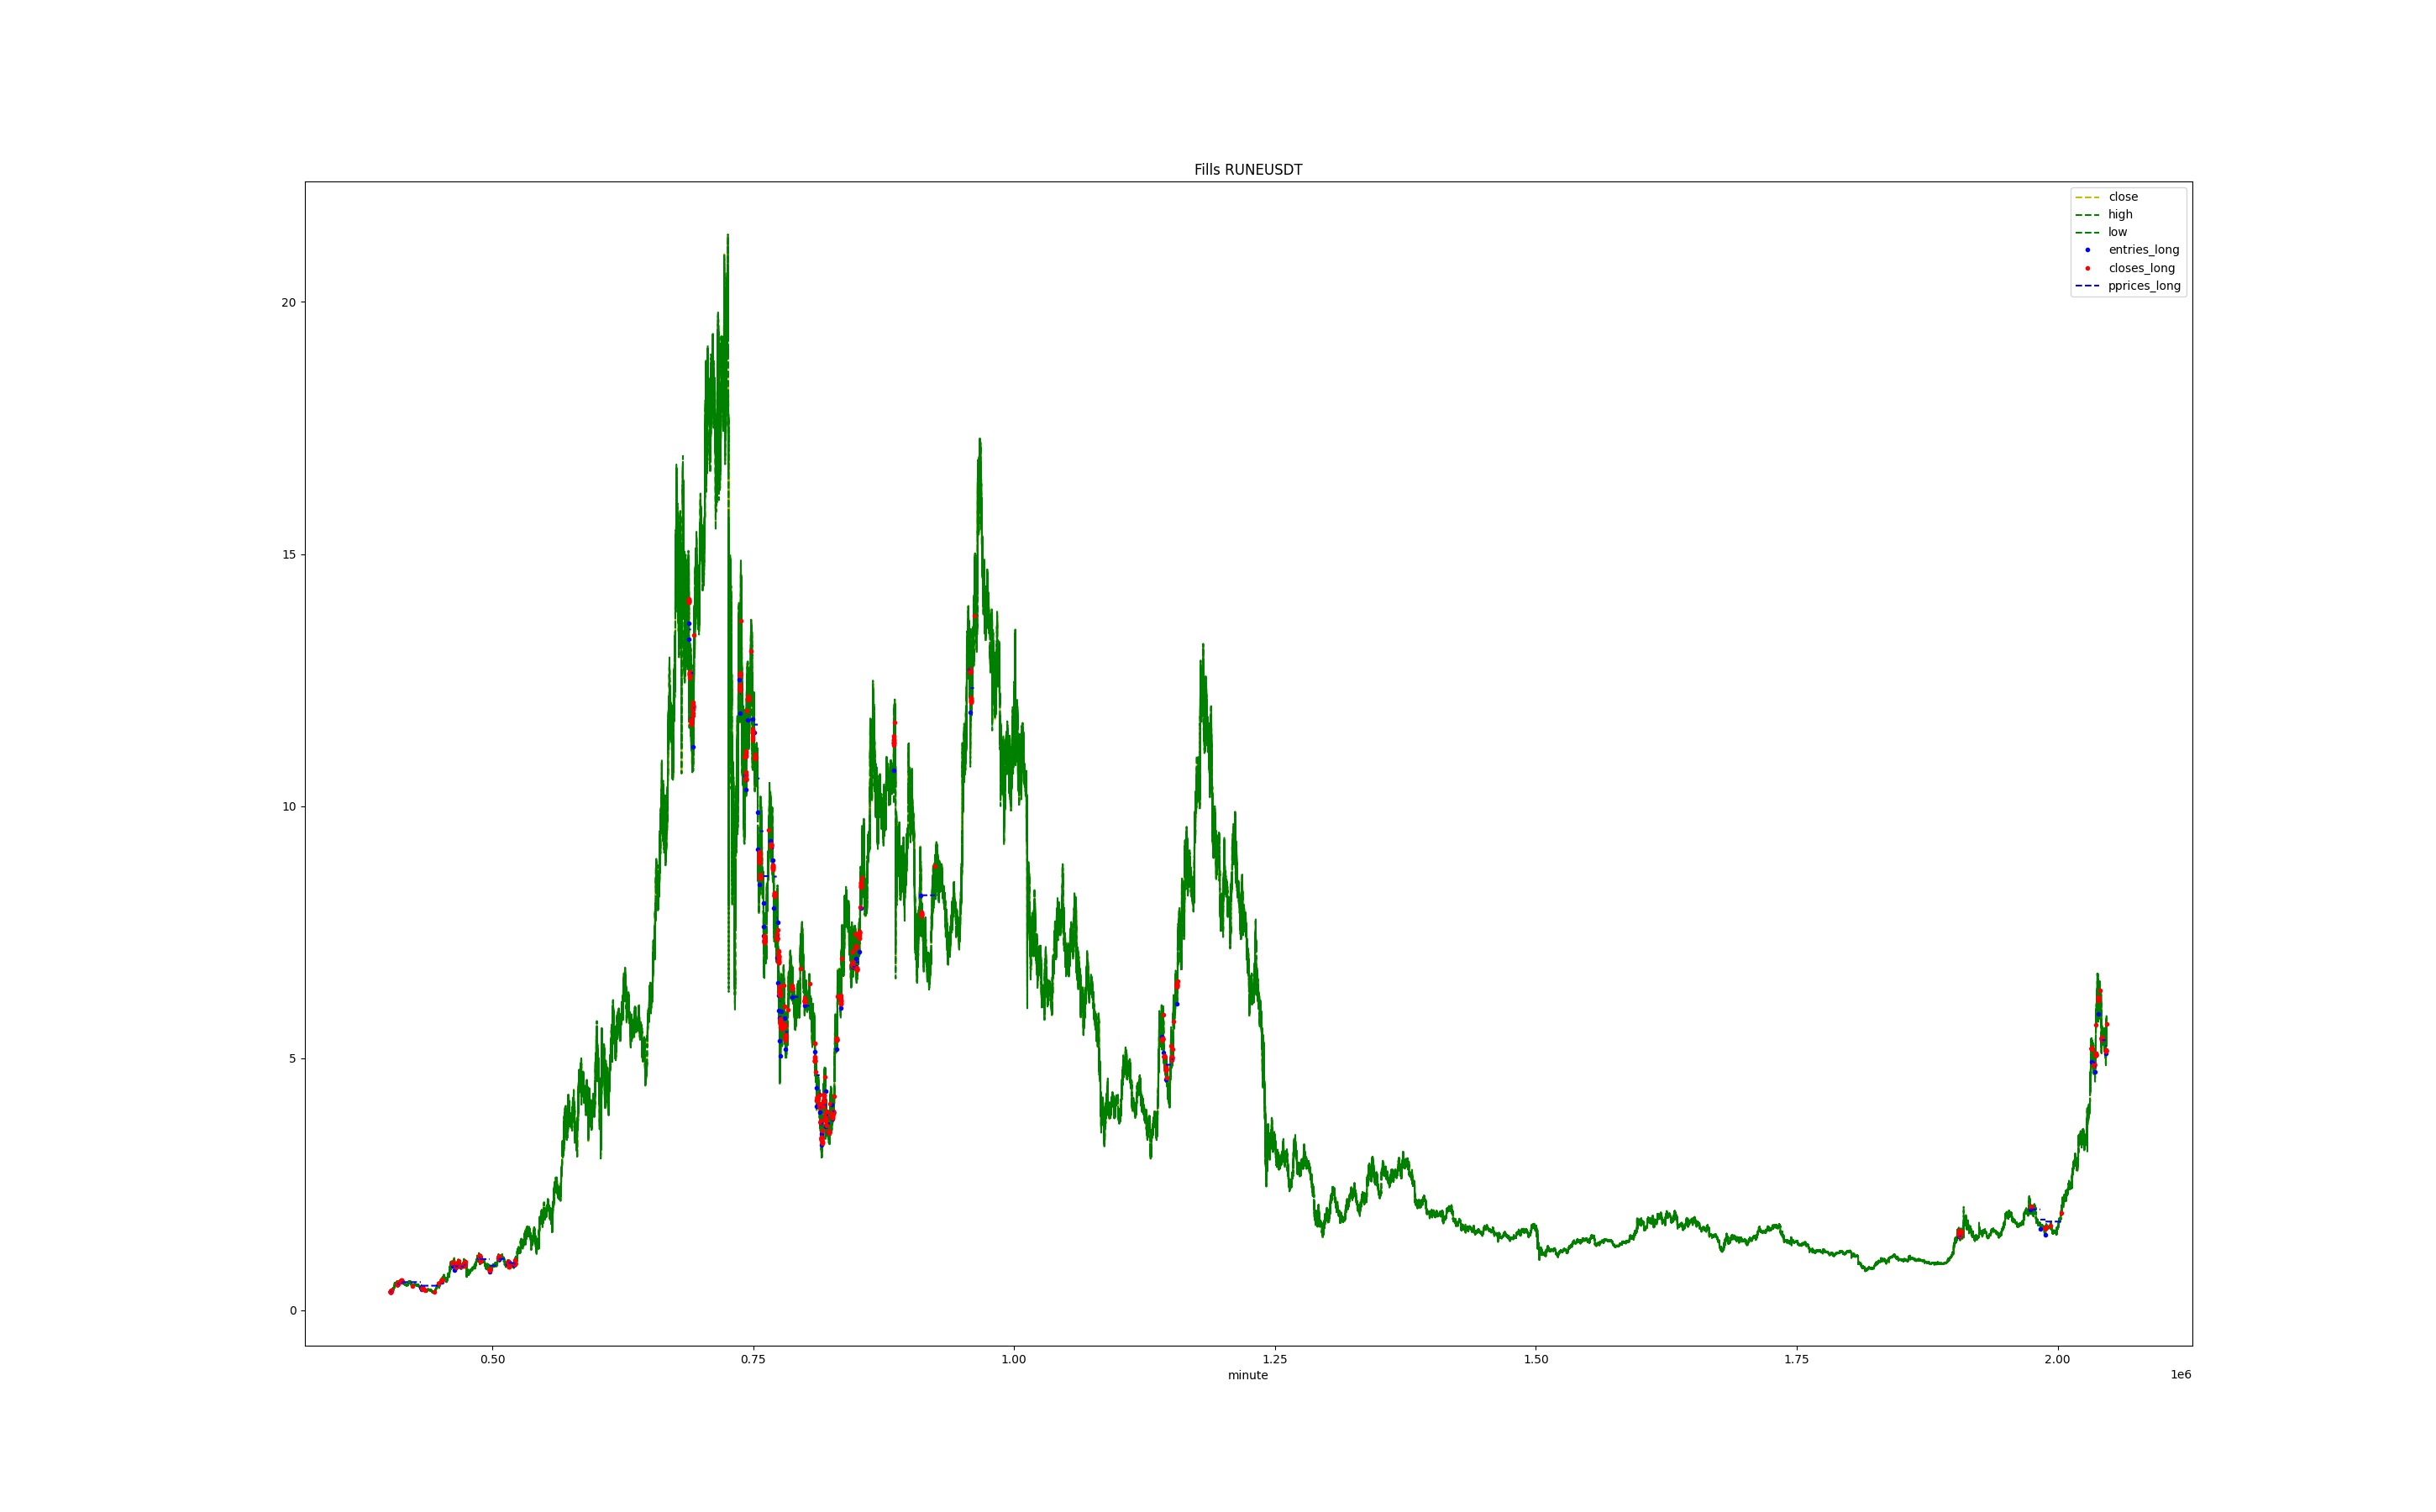 Fills RUNEUSDT
close
high
low
entries_long
closes_long
pprices_long
20
15
10
5
0
0.50
0.75
1.00
1.25
1.50
1.75
2.00
minute
1e6